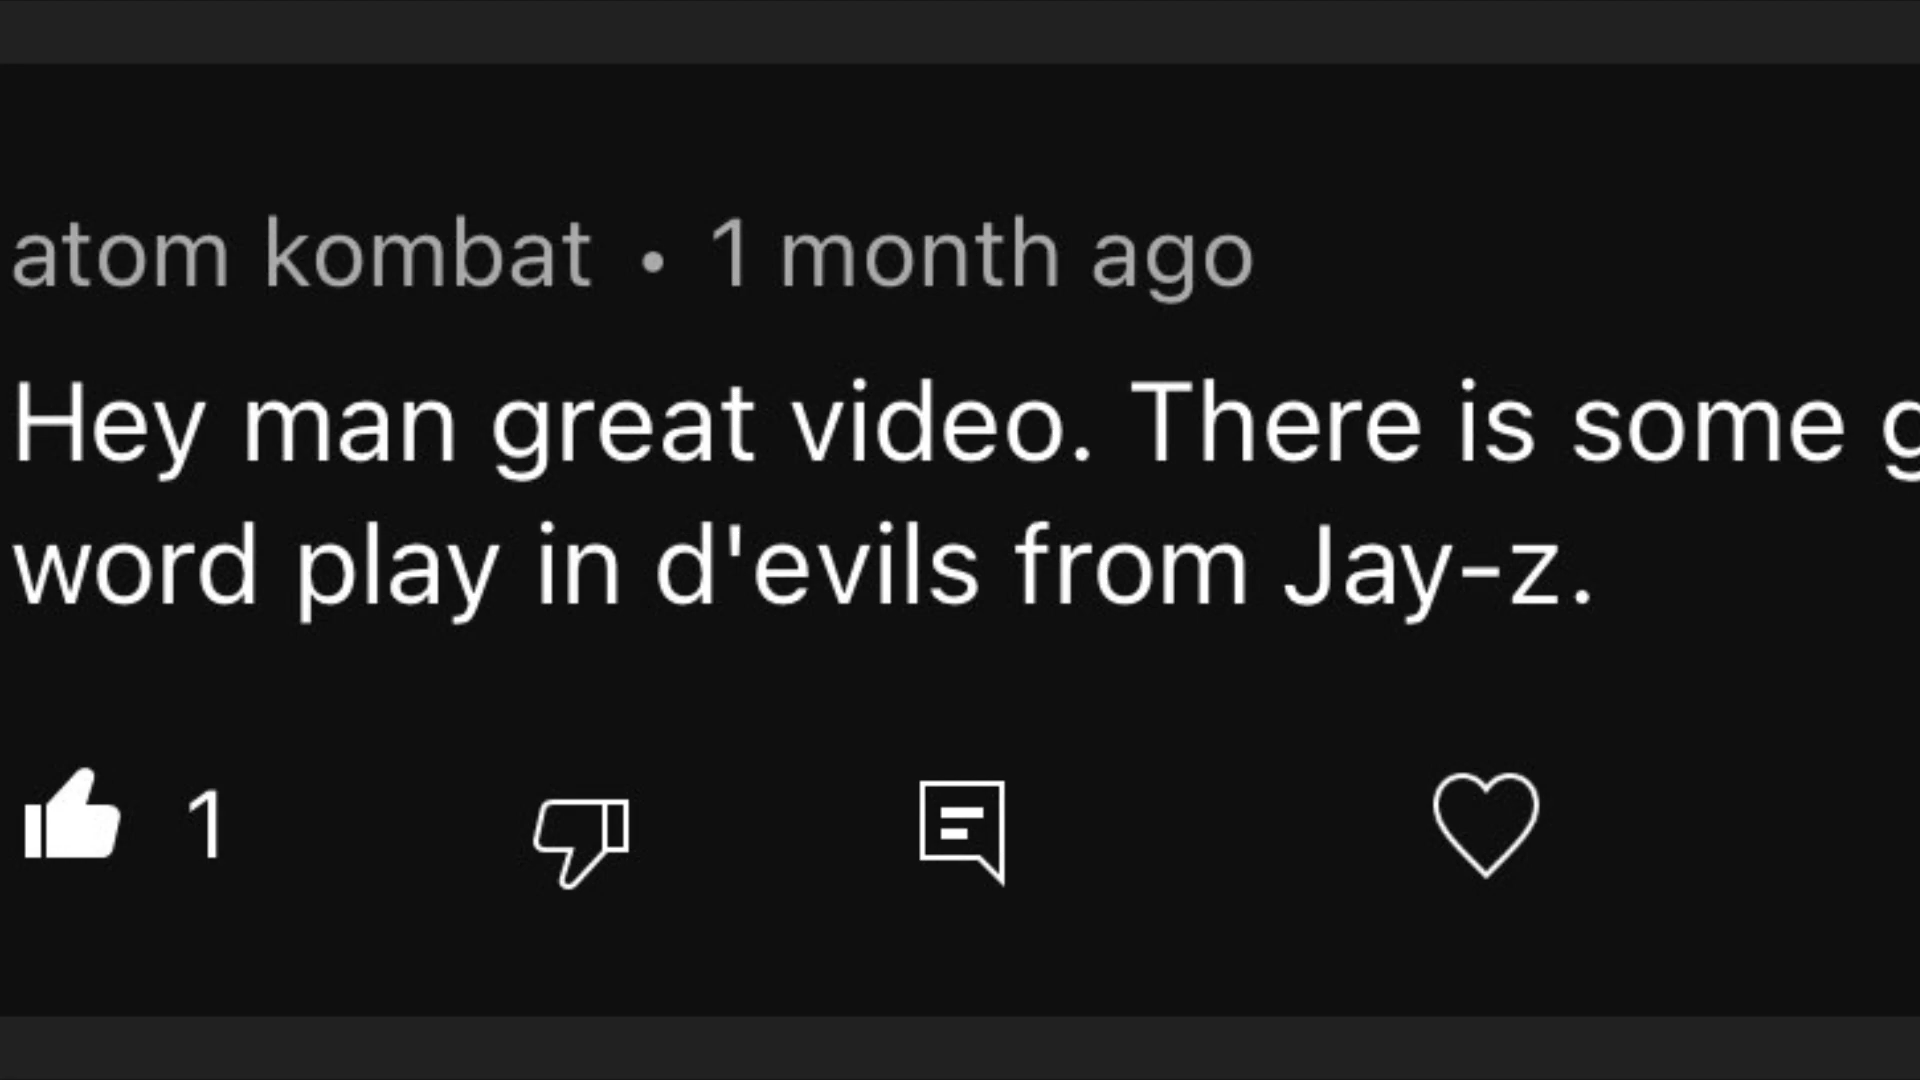 atom kombat • 1 month ago
Hey man great video. There is some
word play in d'evils from Jay-z.
1